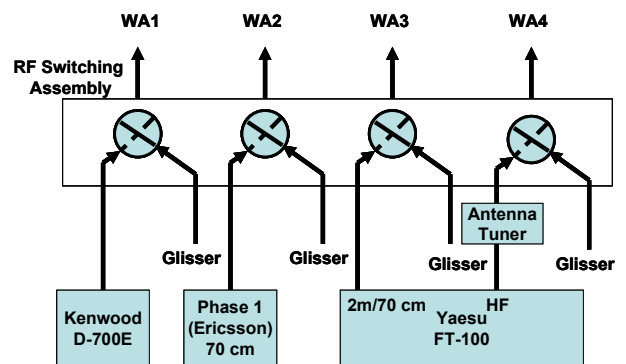 WA1 WA2 WA3 WA4
RF Switching
Assembly
Antenna
Tuner
Glisser Glisser Glisser Glisser
Kenwood
D-700E
Phase 1
(Ericsson)
70 cm
2m/70 cm HF
Yaesu
FT-100